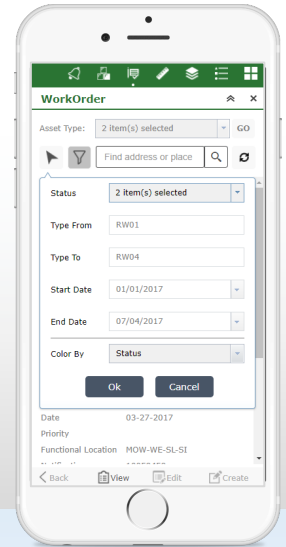 WorkOrder
Asset Type: 2 item(s) selected GO
Find address or place
Status 2 item(s) selected
Type From RW01
Type To RW04
Start Date 01/01/2017
End Date 07/04/2017
Color By Status
Ok Cancel
Date 03-27-2017
Priority
Functional Location MOW-WE-SL-SI
Back View Edit Create